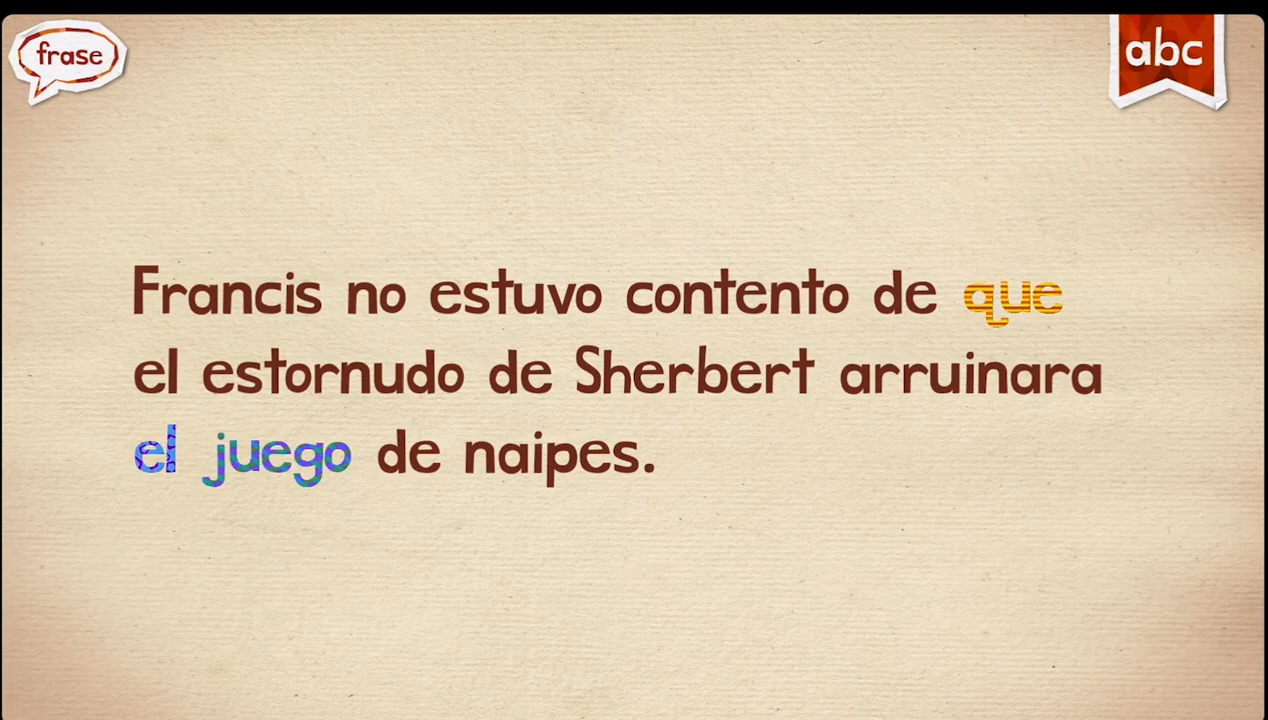 frase
abc
Francis no estuvo contento de que
el estornudo de Sherbert arruinara
el juego de naipes.